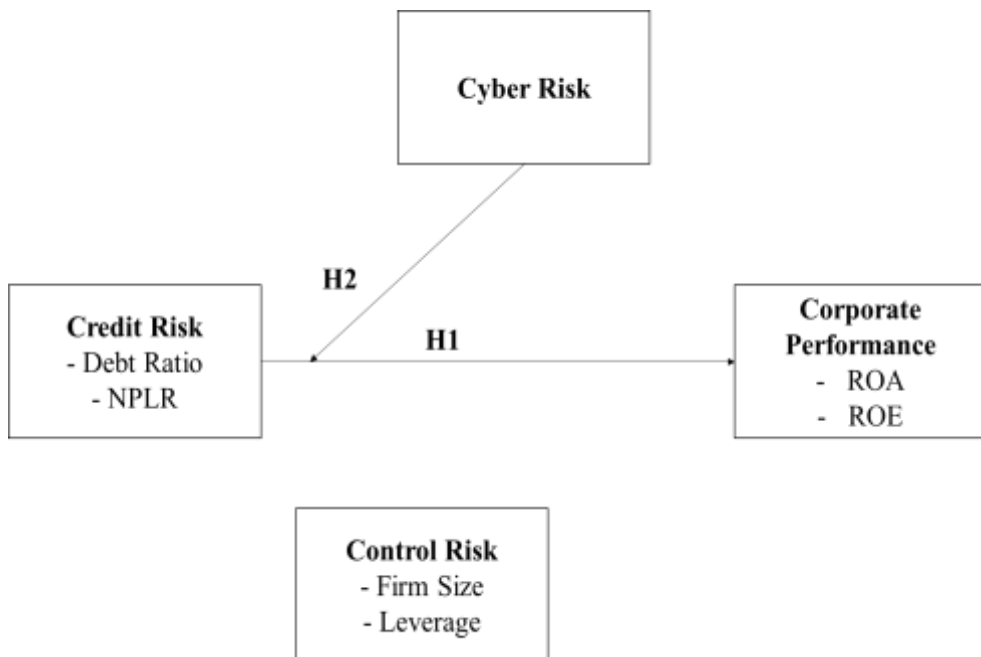 Cyber Risk
H2
Credit Risk
- Debt Ratio
- NPLR
H1
Corporate
Performance
- ROA
- ROE
Control Risk
- Firm Size
- Leverage